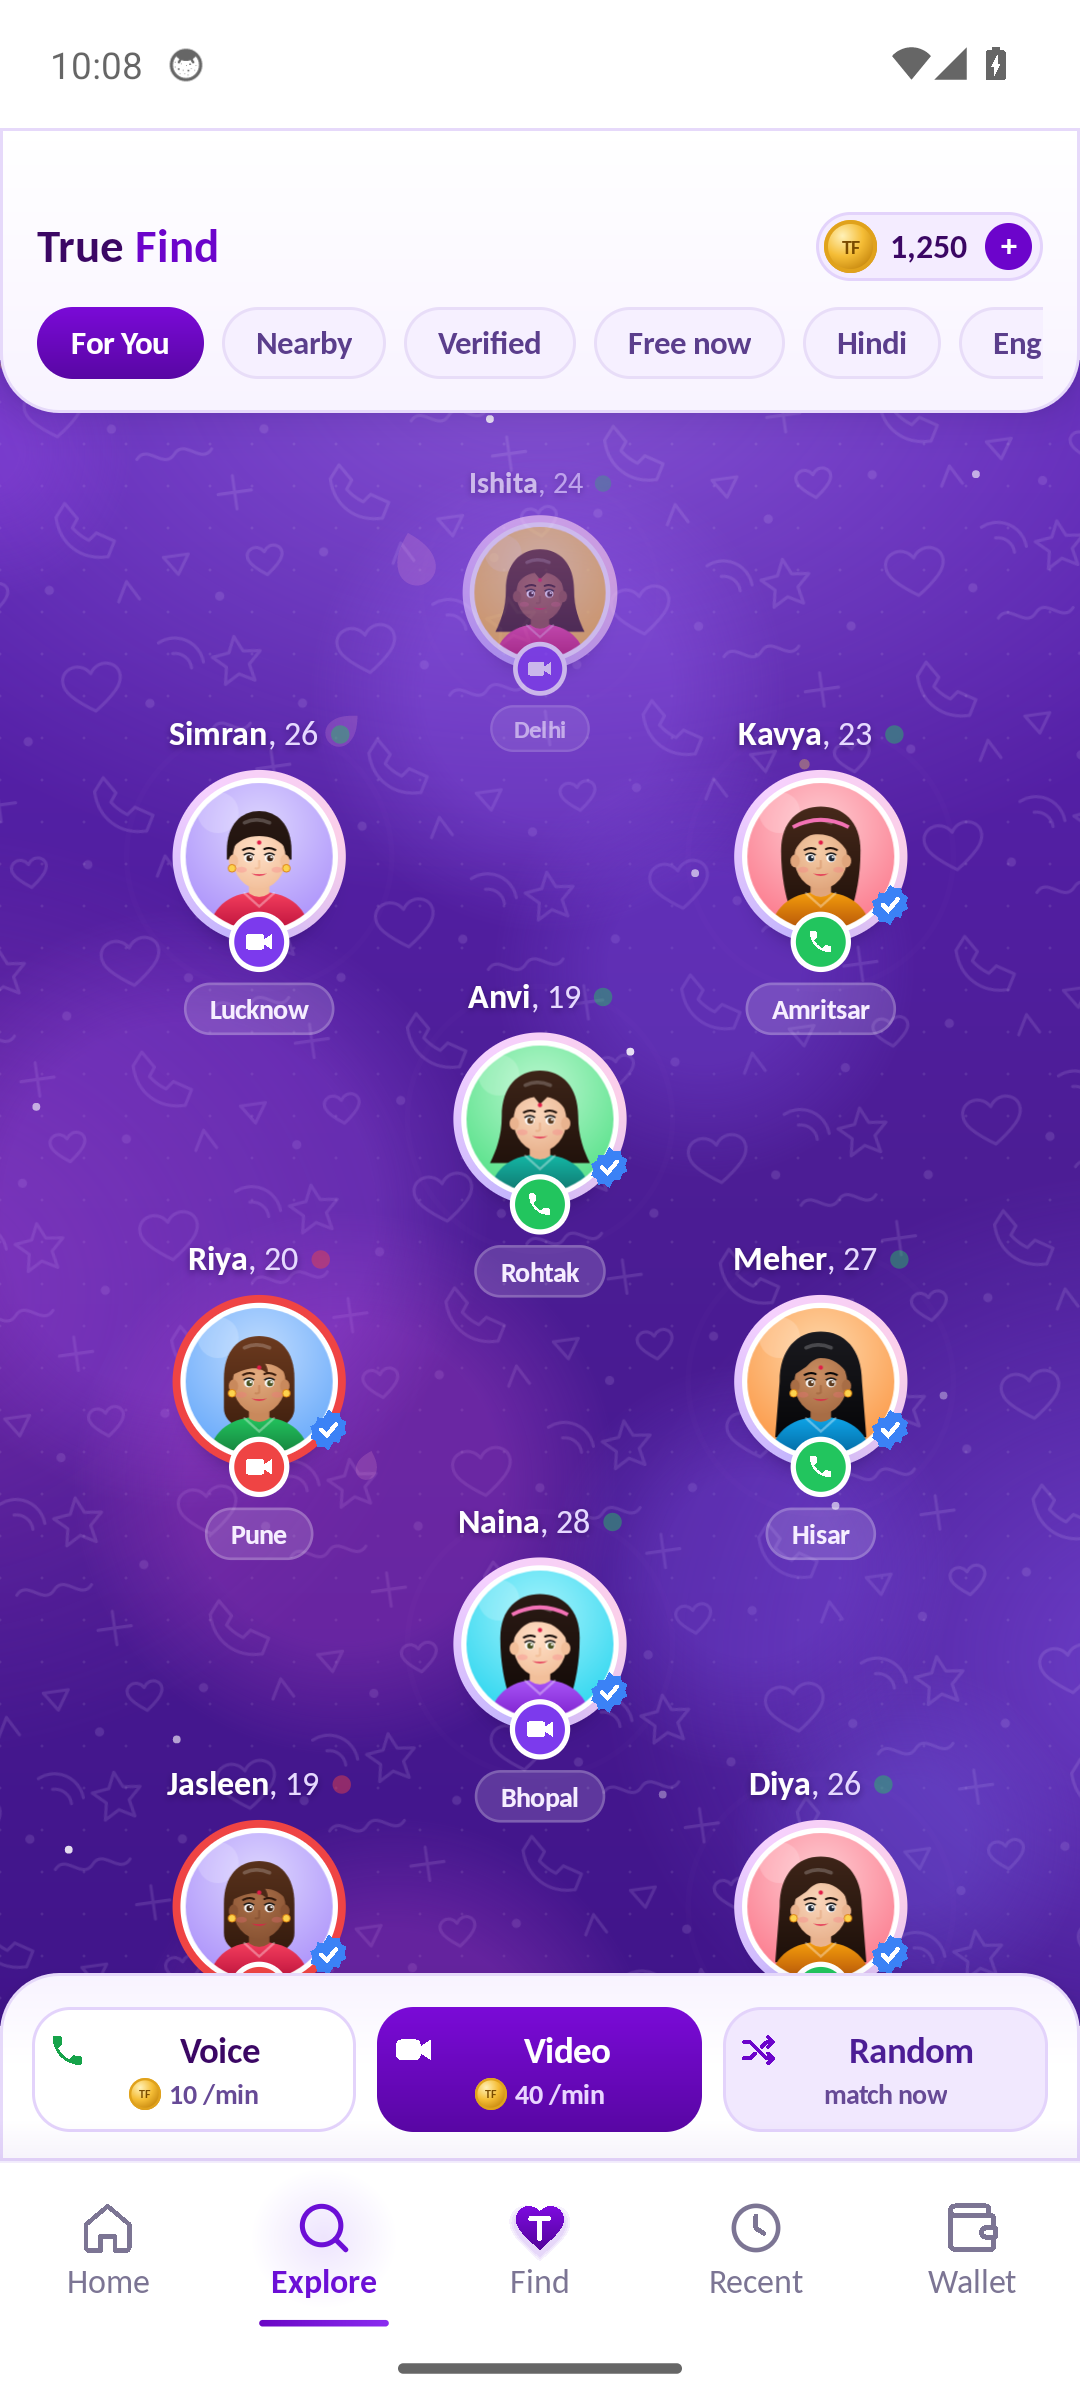 10:08
True Find
TF 1,250 +
For You Nearby Verified Free now Hindi Eng
Ishita, 24
Delhi
Simran, 26
Kavya, 23
Lucknow
Amritsar
Anvi, 19
Rohtak
Riya, 20
Meher, 27
Pune
Hisar
Naina, 28
Bhopal
Jasleen, 19
Diya, 26
Voice
TF 10 /min
Video
TF 40 /min
Random
match now
T
Home Explore Find Recent Wallet